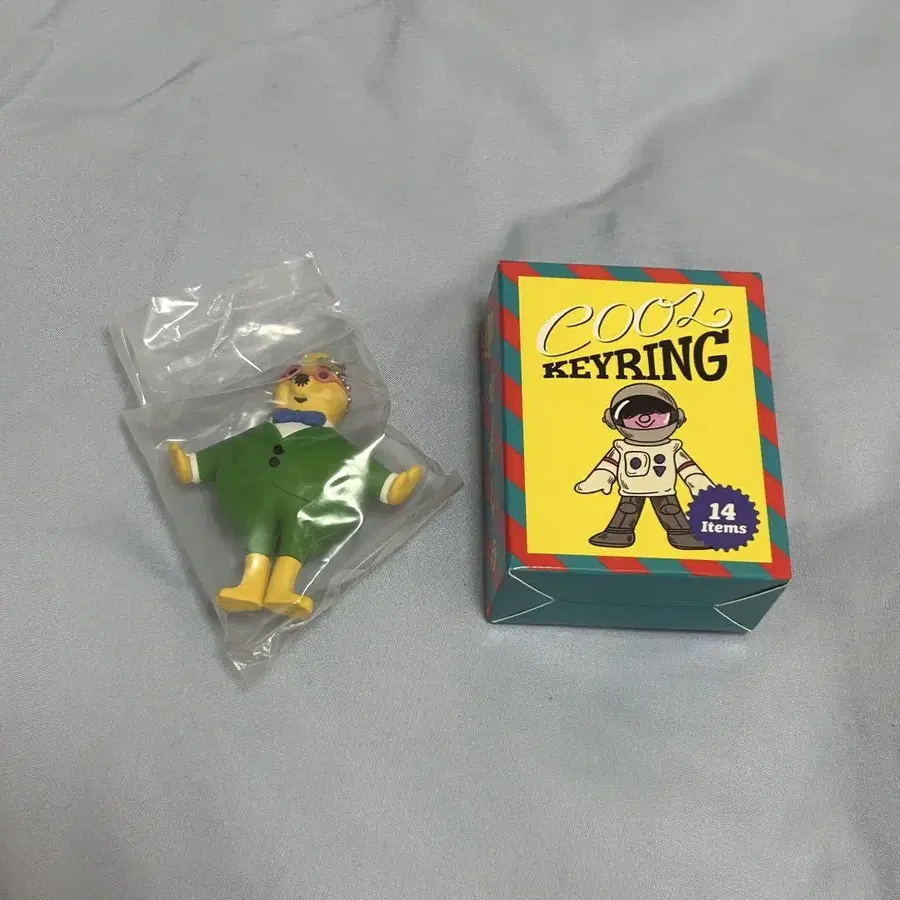 COOL
KEYRING
14
Items